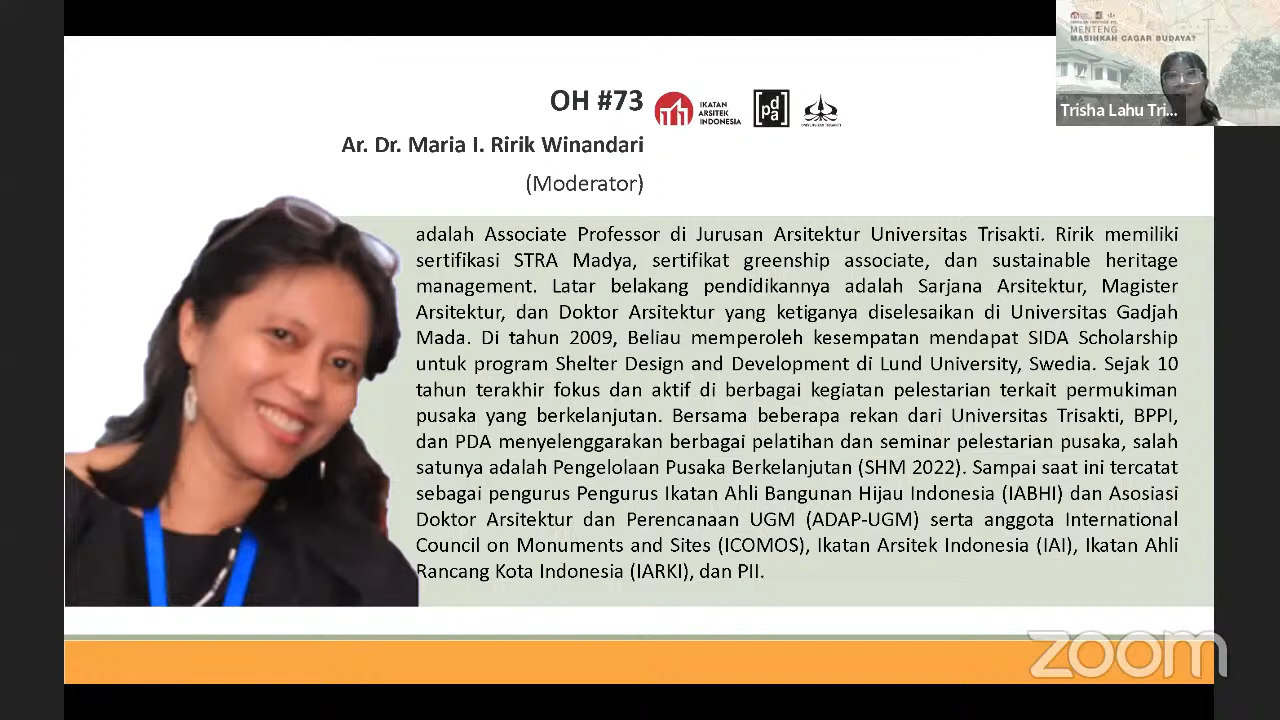 MENTENG
MASIHKAH CAGAR BUDAYA?
Trisha Lahu Tri...
OH #73
IKATAN
ARSITEK
INDONESIA
pda
UNIVERSITAS TRISAKTI
Ar. Dr. Maria I. Ririk Winandari
(Moderator)
adalah Associate Professor di Jurusan Arsitektur Universitas Trisakti. Ririk memiliki
sertifikasi STRA Madya, sertifikat greenship associate, dan sustainable heritage
management. Latar belakang pendidikannya adalah Sarjana Arsitektur, Magister
Arsitektur, dan Doktor Arsitektur yang ketiganya diselesaikan di Universitas Gadjah
Mada. Di tahun 2009, Beliau memperoleh kesempatan mendapat SIDA Scholarship
untuk program Shelter Design and Development di Lund University, Swedia. Sejak 10
tahun terakhir fokus dan aktif di berbagai kegiatan pelestarian terkait permukiman
pusaka yang berkelanjutan. Bersama beberapa rekan dari Universitas Trisakti, BPPI,
dan PDA menyelenggarakan berbagai pelatihan dan seminar pelestarian pusaka, salah
satunya adalah Pengelolaan Pusaka Berkelanjutan (SHM 2022). Sampai saat ini tercatat
sebagai pengurus Pengurus Ikatan Ahli Bangunan Hijau Indonesia (IABHI) dan Asosiasi
Doktor Arsitektur dan Perencanaan UGM (ADAP-UGM) serta anggota International
Council on Monuments and Sites (ICOMOS), Ikatan Arsitek Indonesia (IAI), Ikatan Ahli
Rancang Kota Indonesia (IARKI), dan PII.
zoom